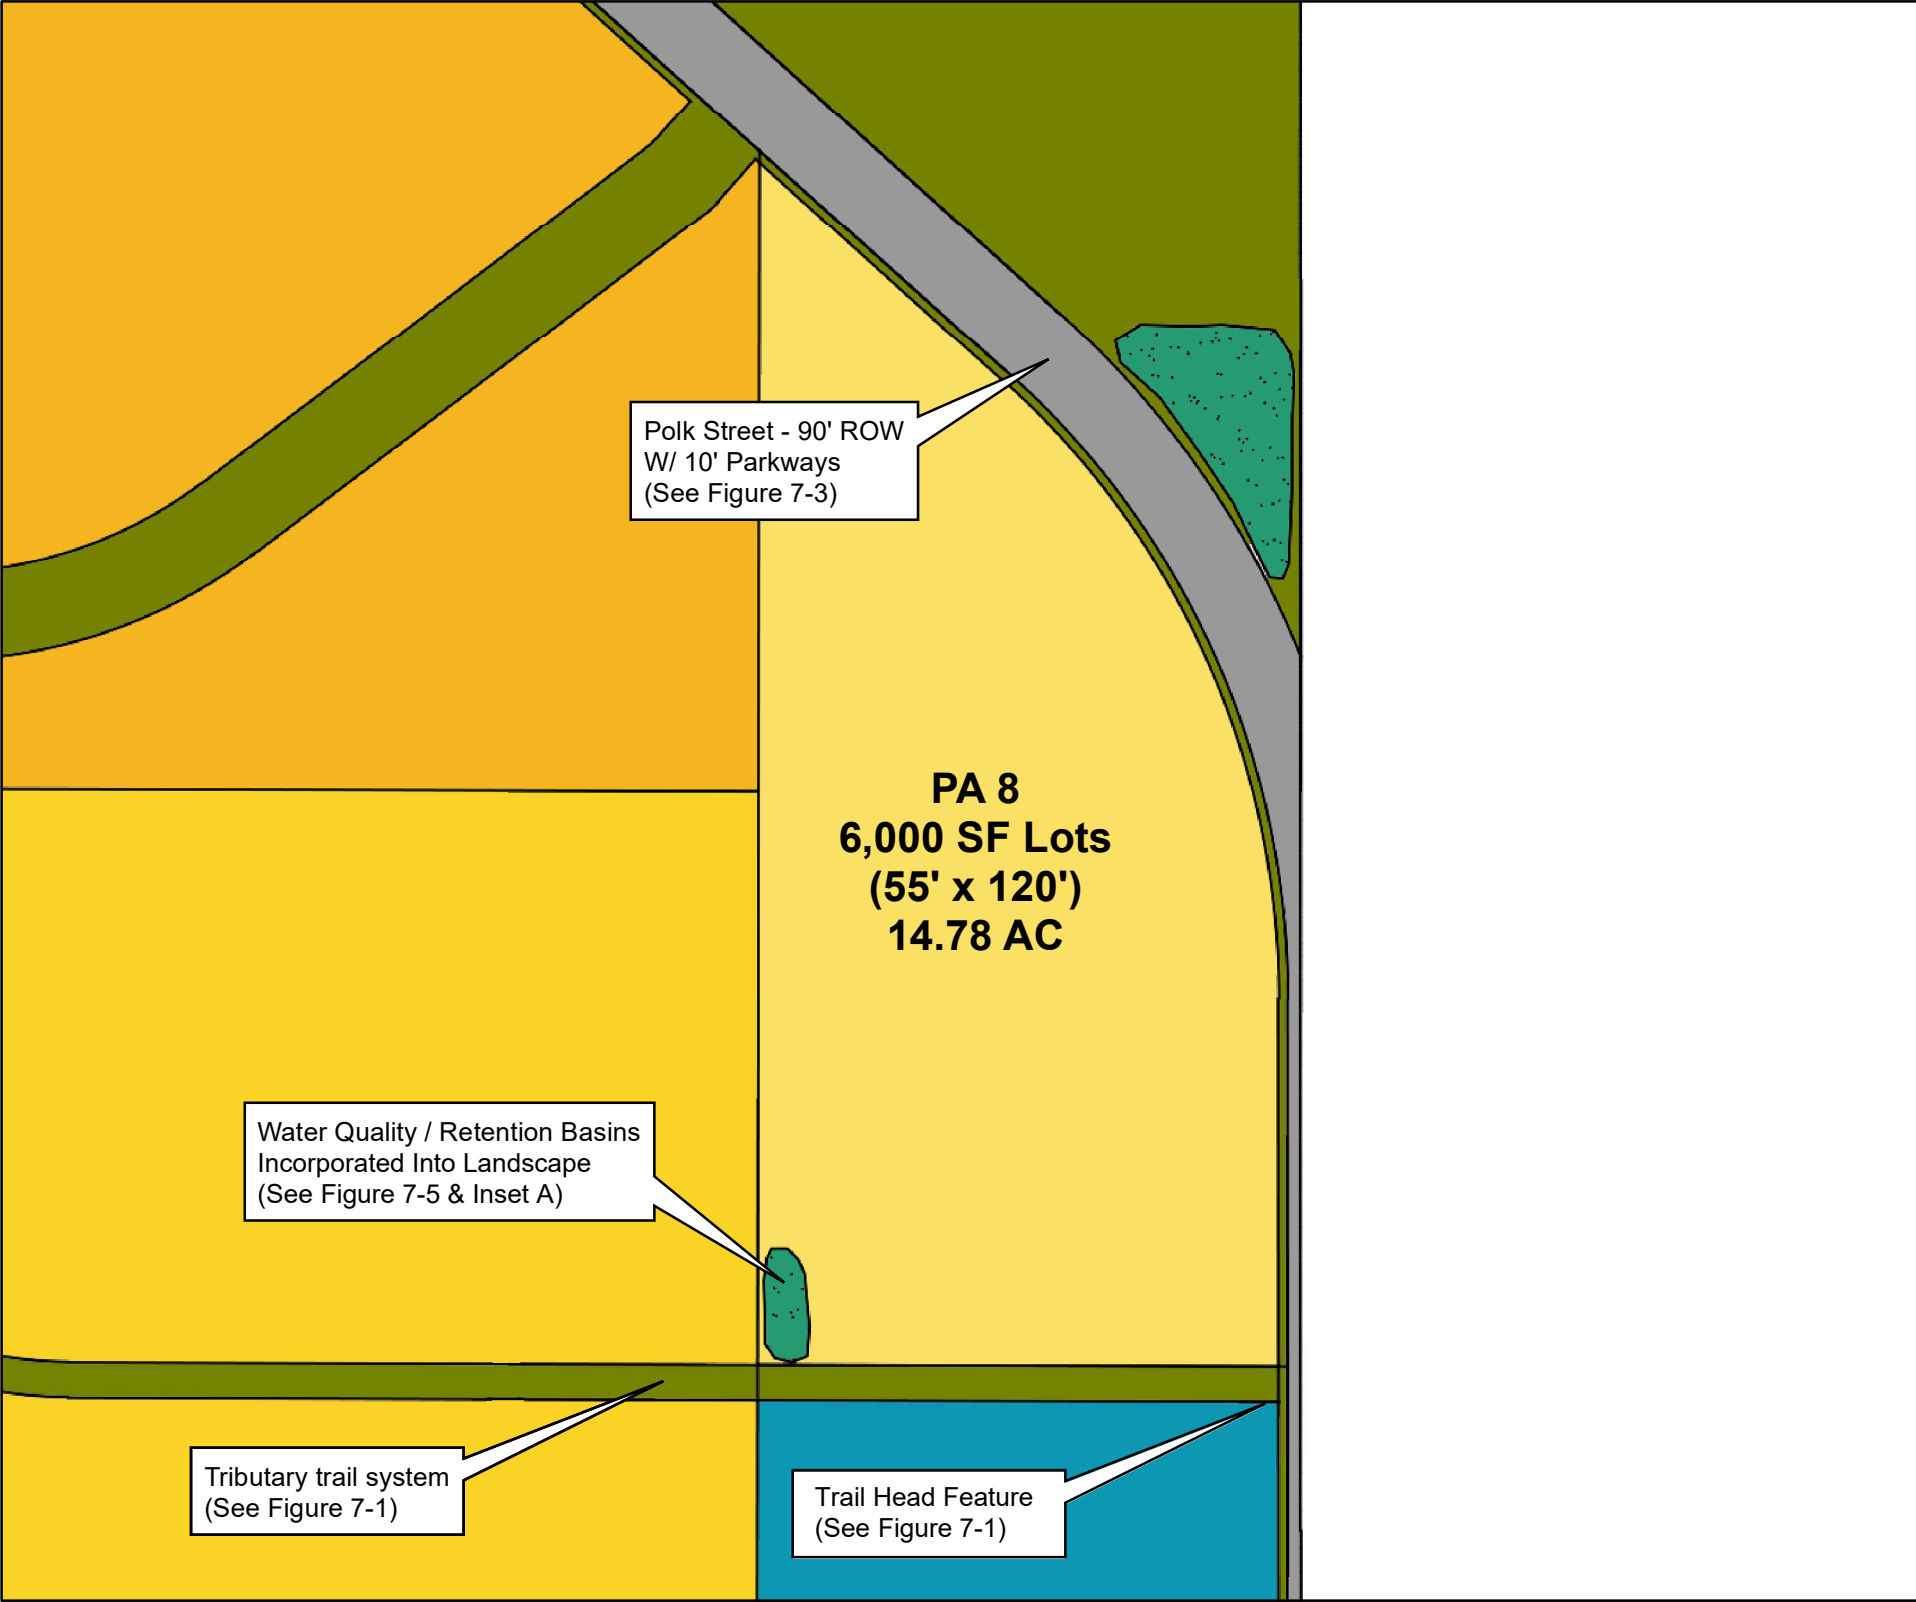 Polk Street - 90' ROW
W/ 10' Parkways
(See Figure 7-3)
PA 8
6,000 SF Lots
(55' x 120')
14.78 AC
Water Quality / Retention Basins
Incorporated Into Landscape
(See Figure 7-5 & Inset A)
Tributary trail system
(See Figure 7-1)
Trail Head Feature
(See Figure 7-1)